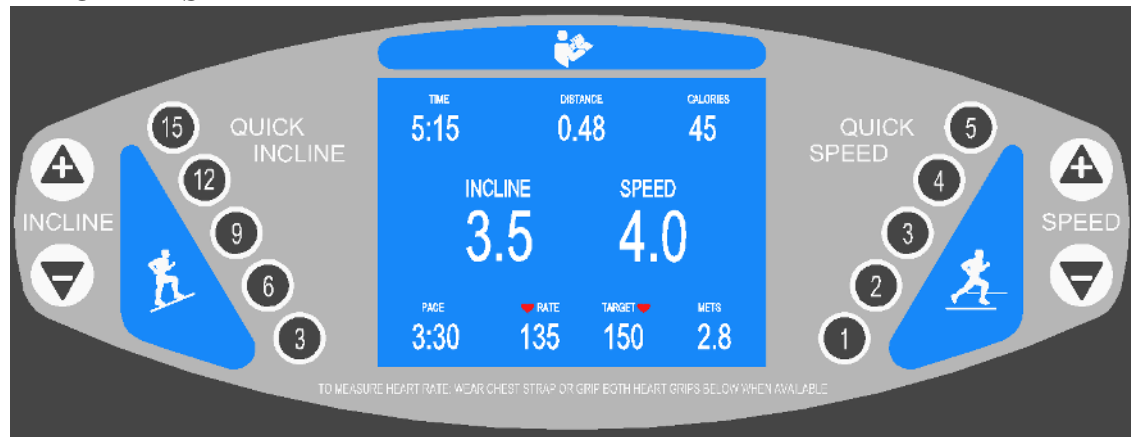 TIME DISTANCE CALORIES
5:15 0.48 45
15 QUICK INCLINE
12
9
6
3
INCLINE
INCLINE SPEED
3.5 4.0
PACE RATE TARGET METS
3:30 135 150 2.8
QUICK SPEED 5
4
3
2
1
SPEED
TO MEASURE HEART RATE: WEAR CHEST STRAP OR GRIP BOTH HEART GRIPS BELOW WHEN AVAILABLE